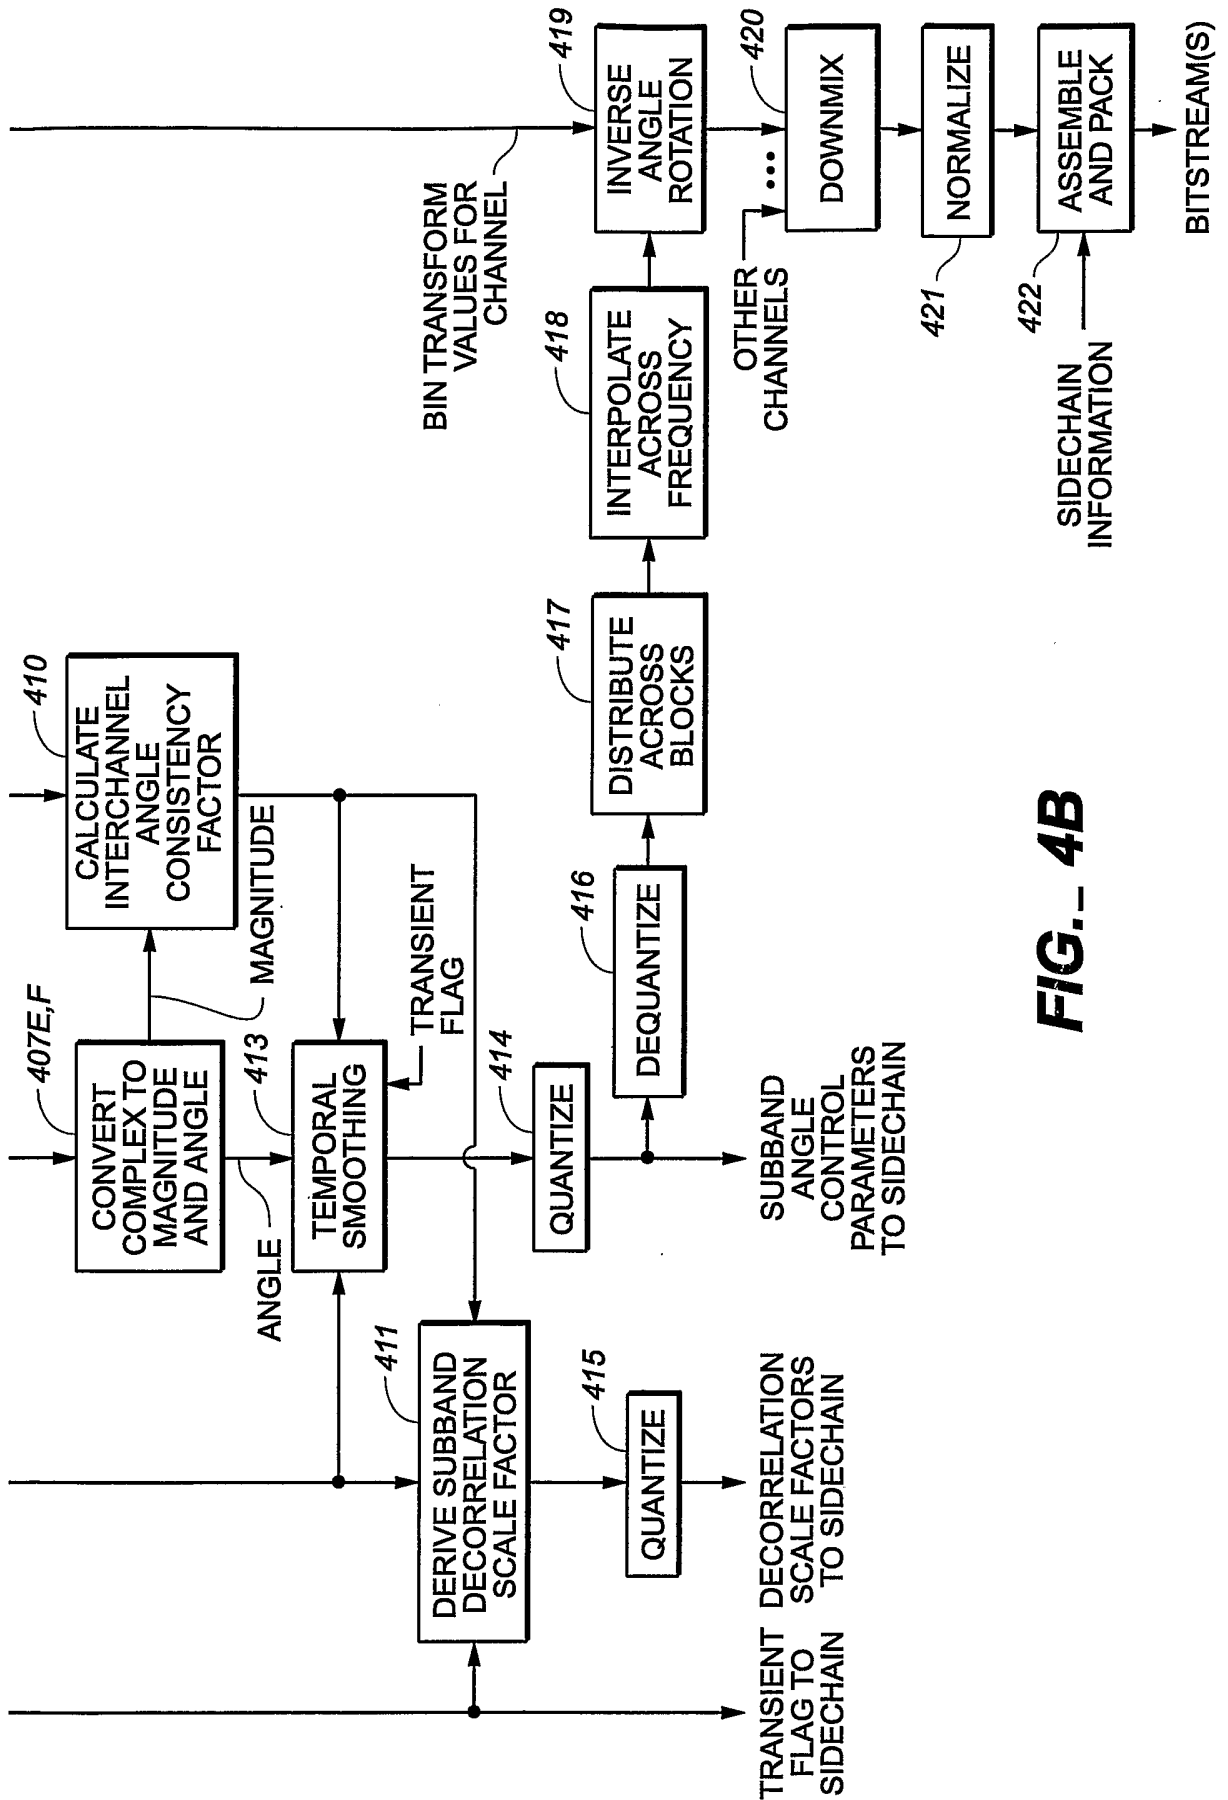 407E,F
CONVERT
COMPLEX TO
MAGNITUDE
AND ANGLE
410
CALCULATE
INTERCHANNEL
ANGLE
CONSISTENCY
FACTOR
MAGNITUDE
ANGLE
413
TEMPORAL
SMOOTHING
TRANSIENT
FLAG
411
DERIVE SUBBAND
DECORRELATION
SCALE FACTOR
414
QUANTIZE
415
QUANTIZE
416
DEQUANTIZE
417
DISTRIBUTE
ACROSS
BLOCKS
418
INTERPOLATE
ACROSS
FREQUENCY
BIN TRANSFORM
VALUES FOR
CHANNEL
419
INVERSE
ANGLE
ROTATION
OTHER
CHANNELS
...
420
DOWNMIX
421
NORMALIZE
422
ASSEMBLE
AND PACK
SIDECHAIN
INFORMATION
BITSTREAM(S)
TRANSIENT
FLAG TO
SIDECHAIN
DECORRELATION
SCALE FACTORS
TO SIDECHAIN
SUBBAND
ANGLE
CONTROL
PARAMETERS
TO SIDECHAIN
FIG._ 4B